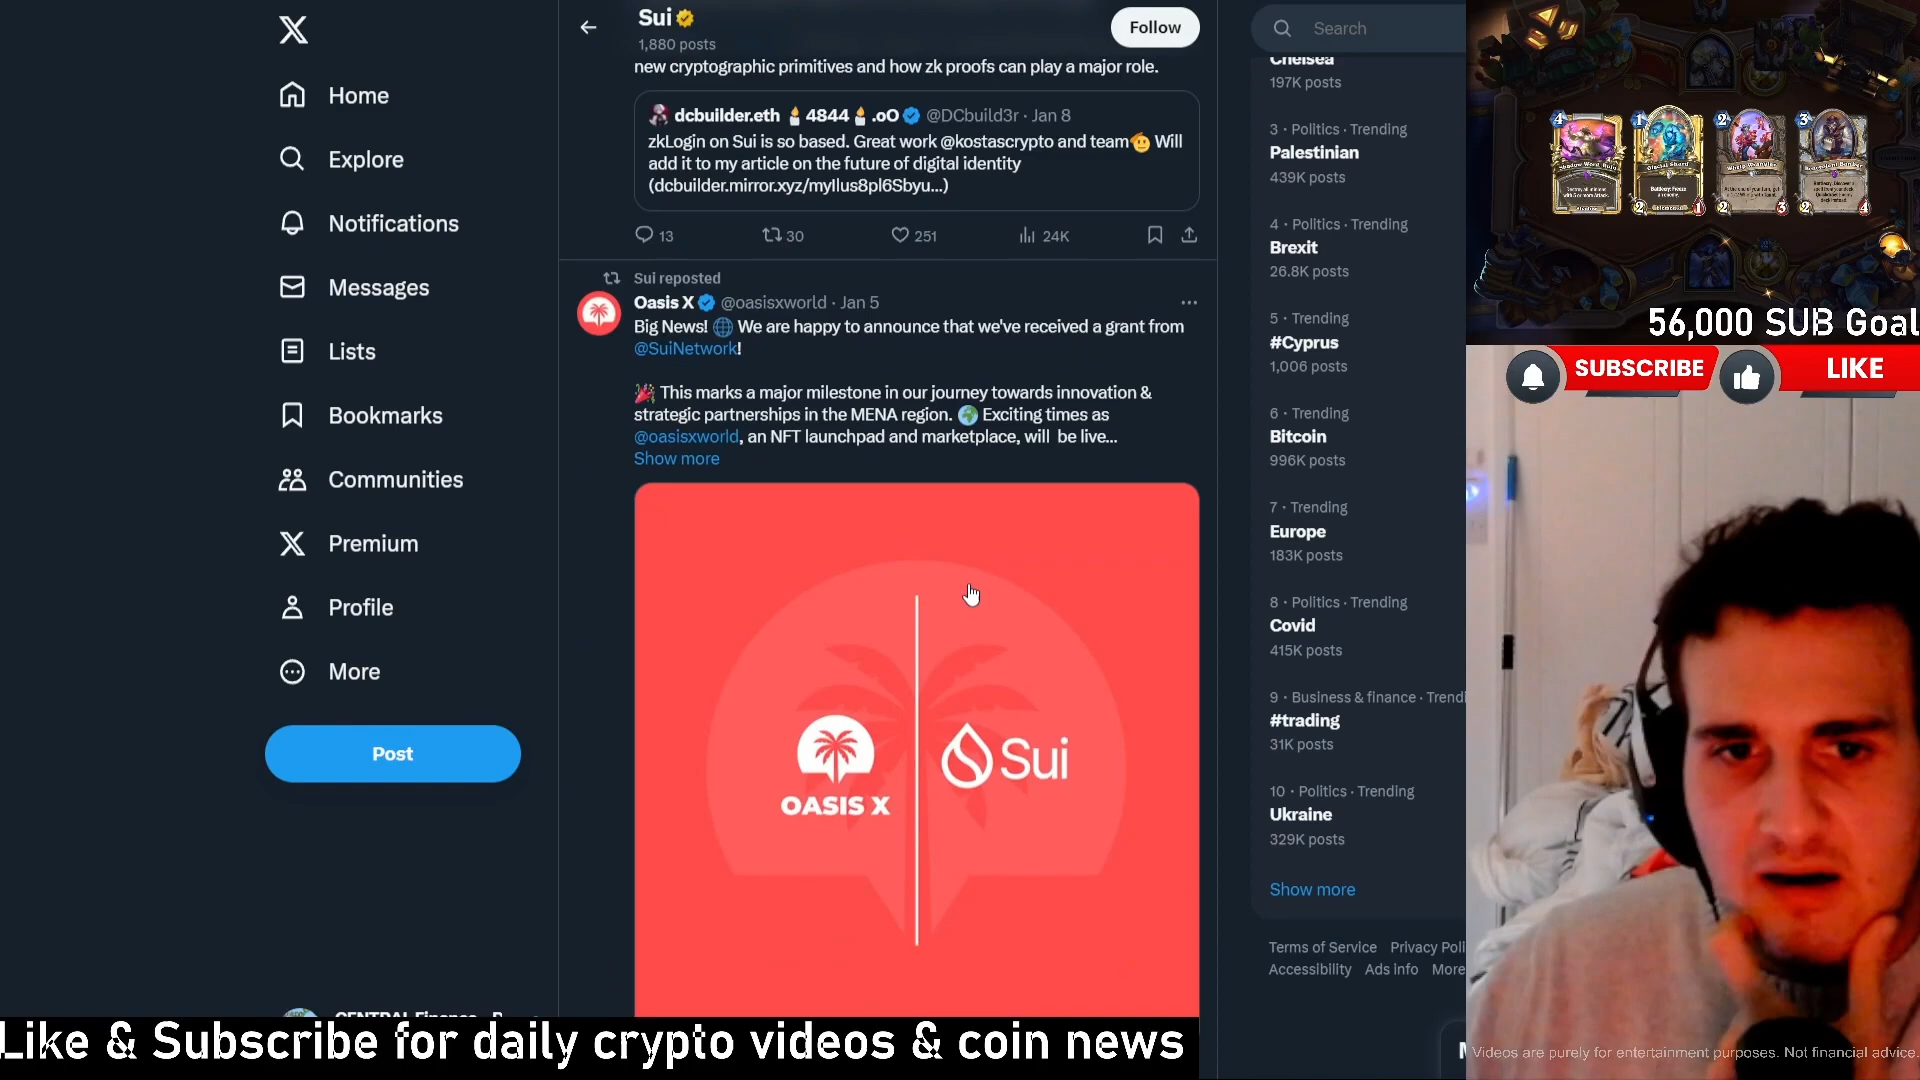 Home
Explore
Notifications
Messages
Lists
Bookmarks
Communities
Premium
Profile
More
Post
Sui
1,880 posts
Follow
new cryptographic primitives and how zk proofs can play a major role.
dcbuilder.eth 🕯️ 4844 🕯️ .oO @DCbuild3r · Jan 8
zkLogin on Sui is so based. Great work @kostascrypto and team🫡 Will
add it to my article on the future of digital identity
(dcbuilder.mirror.xyz/myIlus8pl6Sbyu...)
13 30 251 24K
Sui reposted
Oasis X @oasisxworld · Jan 5
Big News! 🌐 We are happy to announce that we've received a grant from
@SuiNetwork!
🎉 This marks a major milestone in our journey towards innovation &
strategic partnerships in the MENA region. 🌍 Exciting times as
@oasisxworld, an NFT launchpad and marketplace, will be live...
Show more
OASIS X
Sui
Search
Chelsea
197K posts
3 · Politics · Trending
Palestinian
439K posts
4 · Politics · Trending
Brexit
26.8K posts
5 · Trending
#Cyprus
1,006 posts
6 · Trending
Bitcoin
996K posts
7 · Trending
Europe
183K posts
8 · Politics · Trending
Covid
415K posts
9 · Business & finance · Trendi
#trading
31K posts
10 · Politics · Trending
Ukraine
329K posts
Show more
Terms of Service Privacy Poli
Accessibility Ads info More
56,000 SUB Goal
SUBSCRIBE
LIKE
Like & Subscribe for daily crypto videos & coin news
Videos are purely for entertainment purposes. Not financial advice.